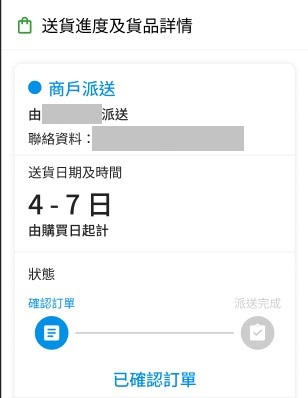 送貨進度及貨品詳情
商戶派送
由 派送
聯絡資料：
送貨日期及時間
4 - 7 日
由購買日起計
狀態
確認訂單 派送完成
已確認訂單